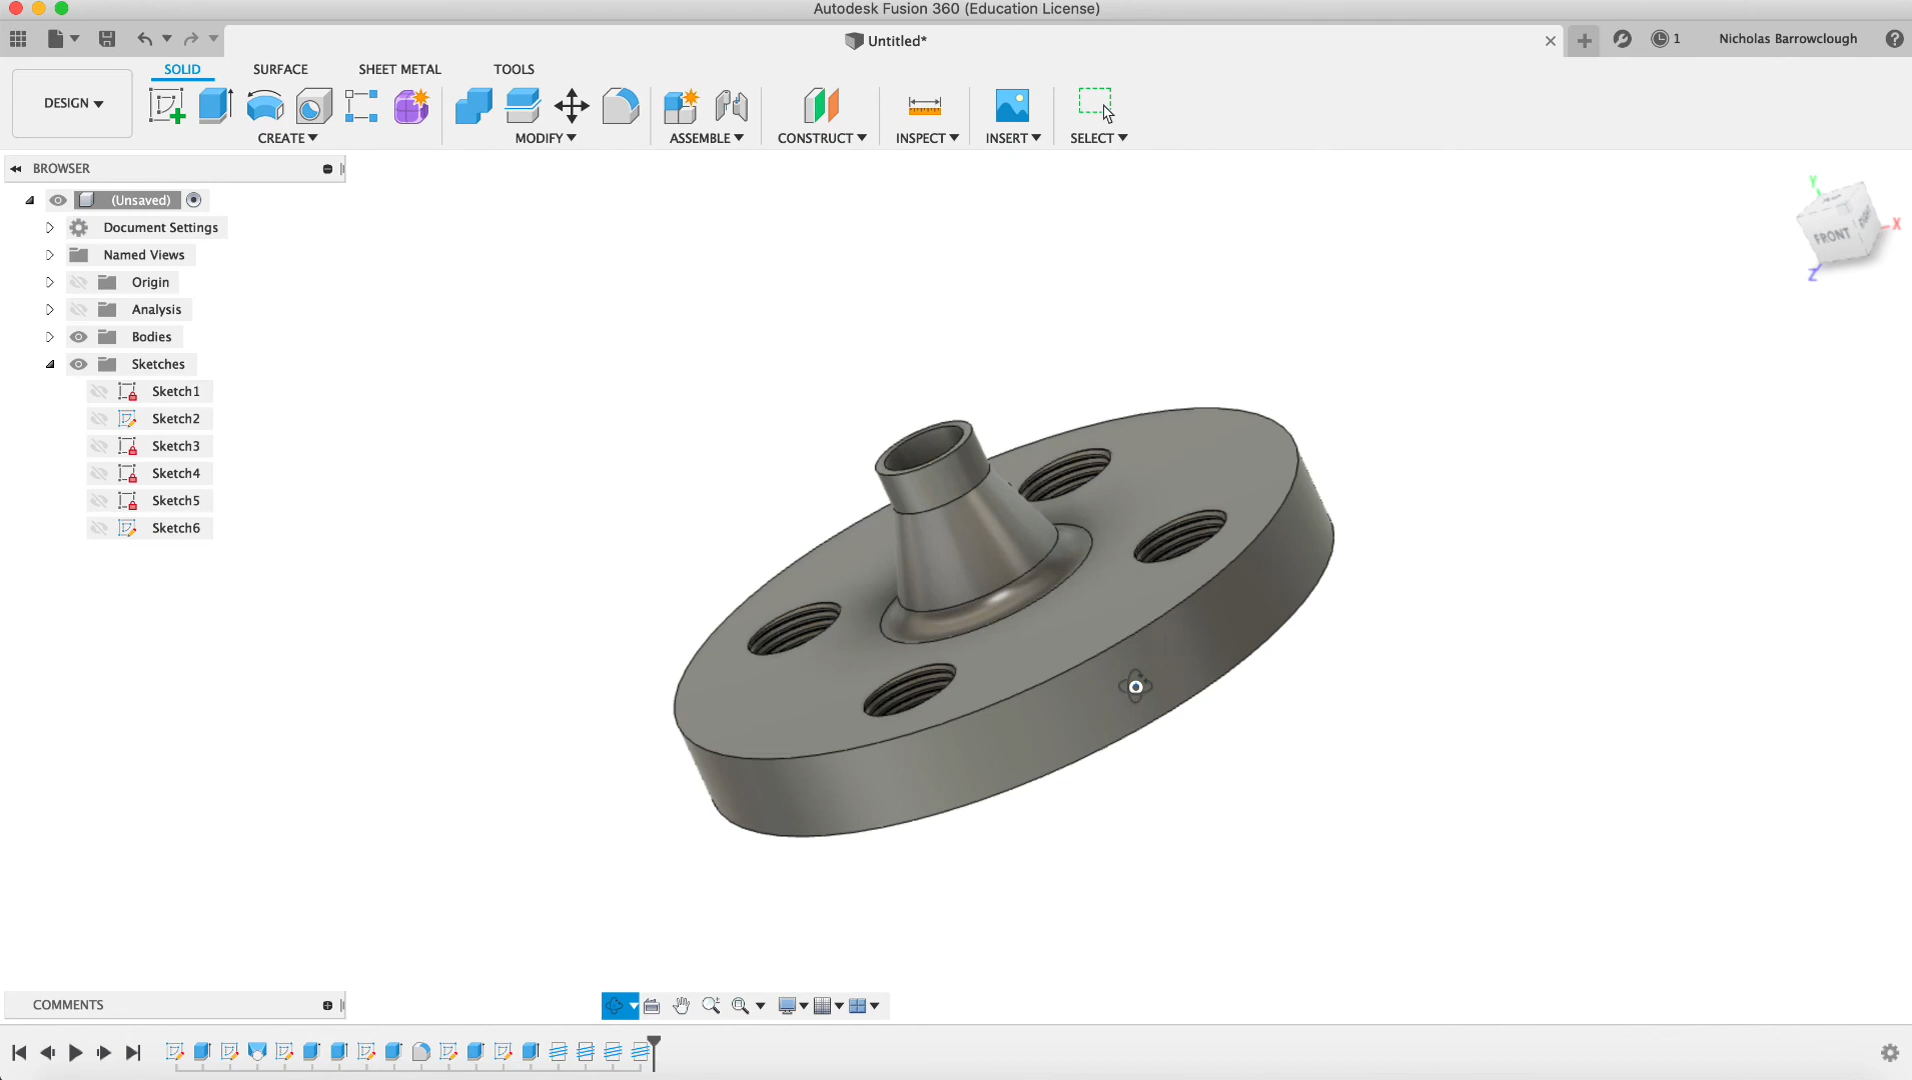 Autodesk Fusion 360 (Education License)
Untitled*
1
Nicholas Barrowclough
DESIGN
SOLID
SURFACE
SHEET METAL
TOOLS
CREATE
MODIFY
ASSEMBLE
CONSTRUCT
INSPECT
INSERT
SELECT
BROWSER
(Unsaved)
Document Settings
Named Views
Origin
Analysis
Bodies
Sketches
Sketch1
Sketch2
Sketch3
Sketch4
Sketch5
Sketch6
Y
X
FRONT
Z
COMMENTS